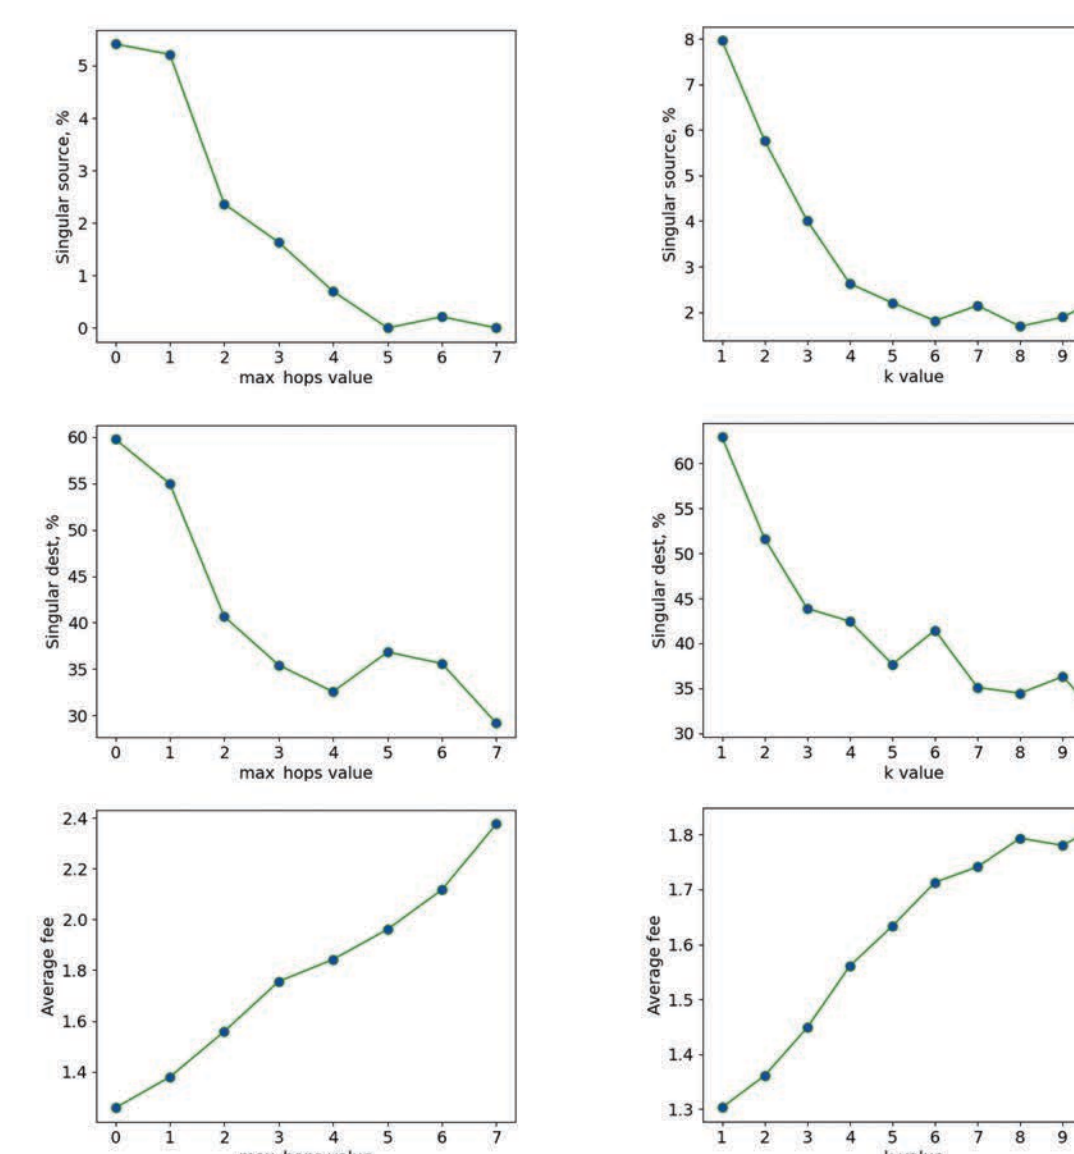 5
4
3
2
1
0
Singular source, %
0 1 2 3 4 5 6 7
max hops value
8
7
6
5
4
3
2
Singular source, %
1 2 3 4 5 6 7 8 9
k value
60
55
50
45
40
35
30
Singular dest, %
0 1 2 3 4 5 6 7
max hops value
60
55
50
45
40
35
30
Singular dest, %
1 2 3 4 5 6 7 8 9
k value
2.4
2.2
2.0
1.8
1.6
1.4
Average fee
0 1 2 3 4 5 6 7
1.8
1.7
1.6
1.5
1.4
1.3
Average fee
1 2 3 4 5 6 7 8 9